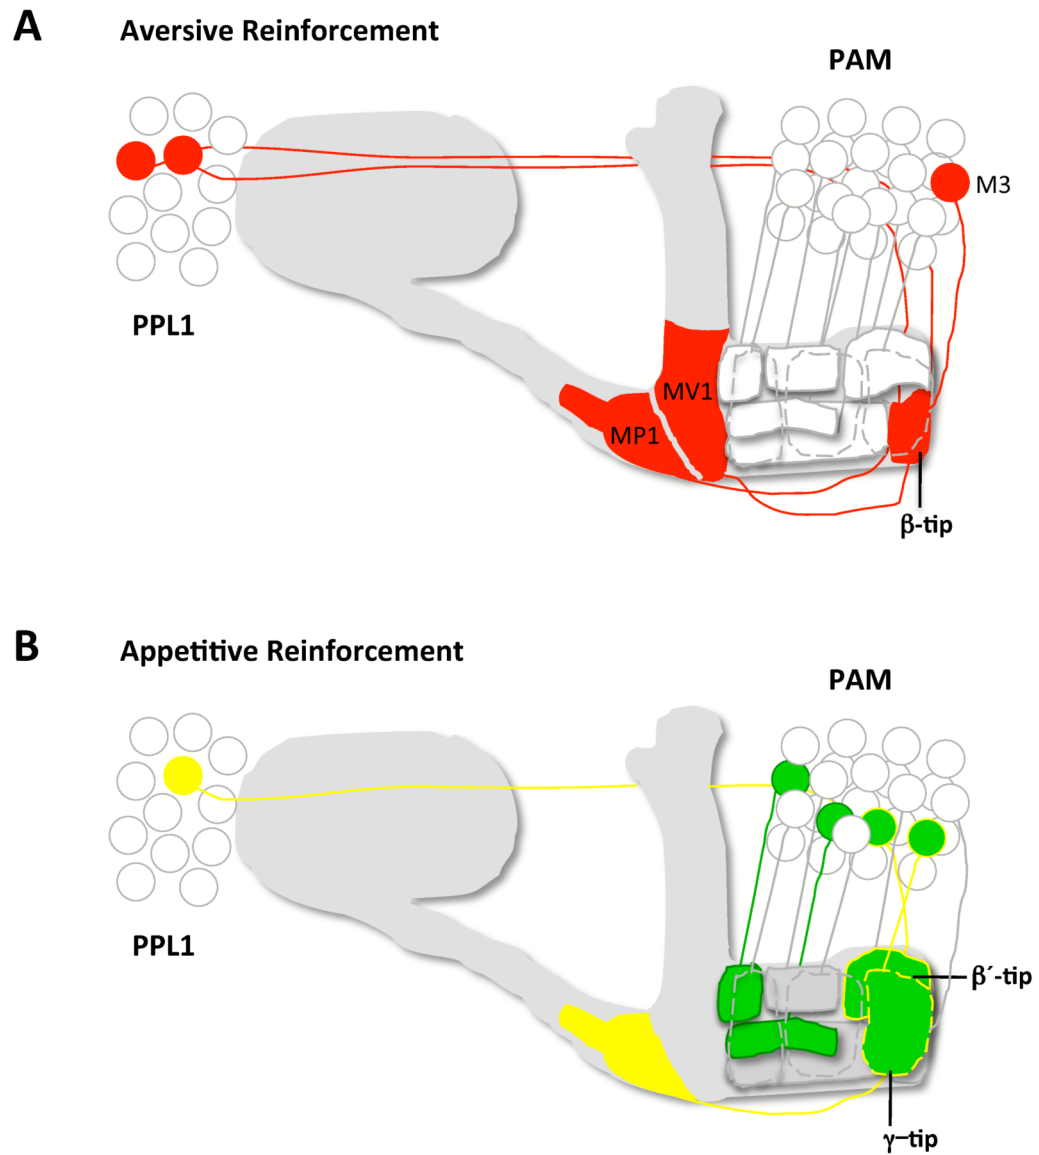 A
Aversive Reinforcement
PAM
M3
PPL1
MV1
MP1
β-tip
B
Appetitive Reinforcement
PAM
PPL1
β´-tip
γ–tip